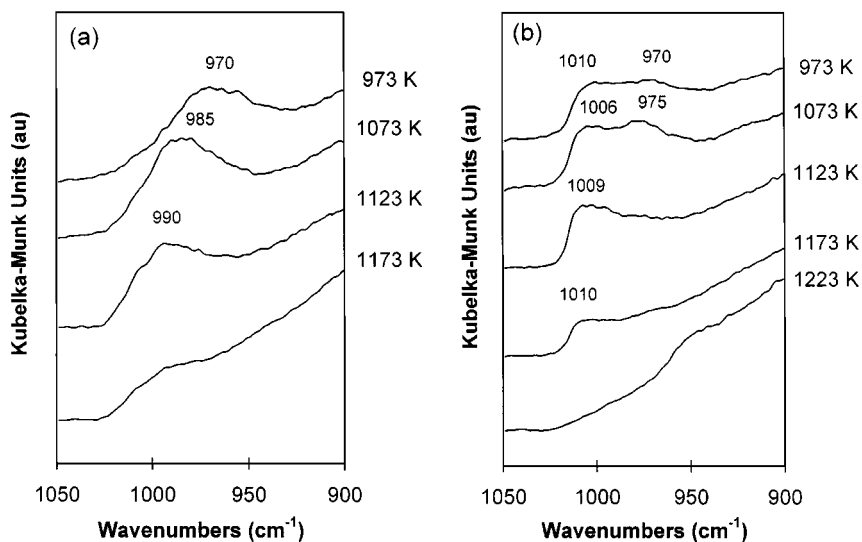 (a)
970
973 K
985
1073 K
990
1123 K
1173 K
Kubelka-Munk Units (au)
1050 1000 950 900
Wavenumbers (cm⁻¹)
(b)
1010 970
973 K
1006 975
1073 K
1009
1123 K
1010
1173 K
1223 K
Kubelka-Munk Units (au)
1050 1000 950 900
Wavenumbers (cm⁻¹)